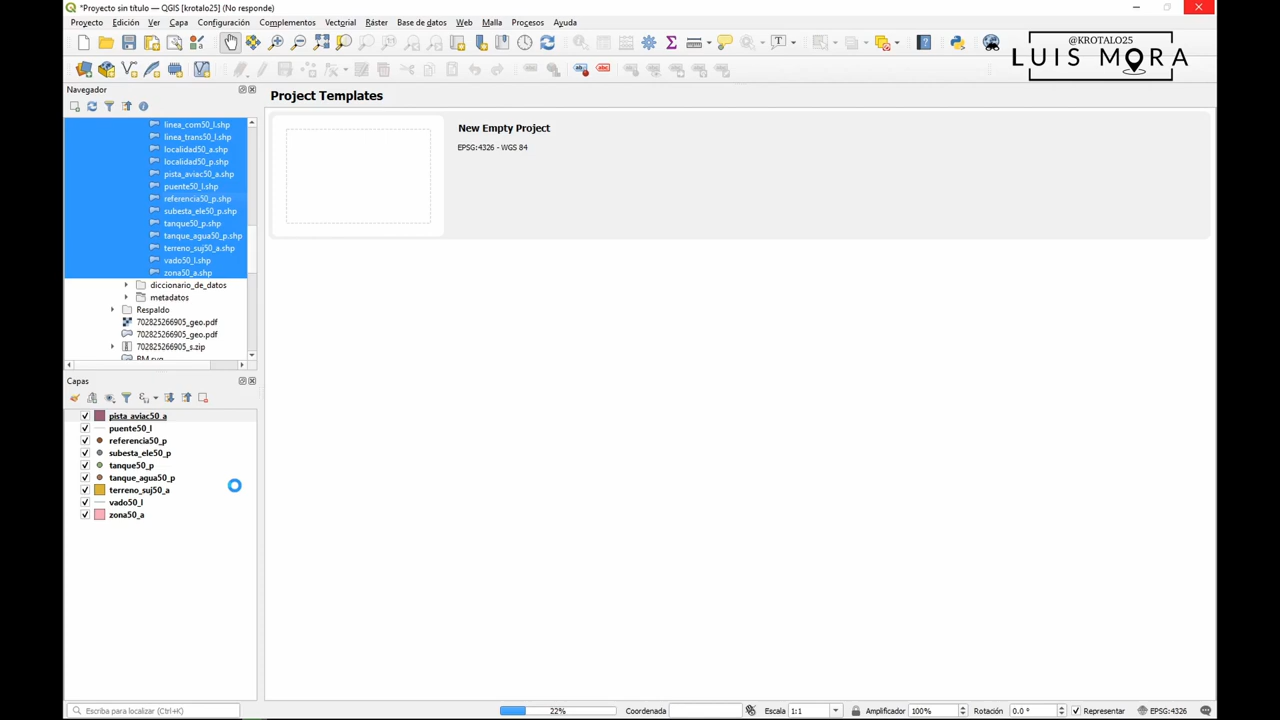 *Proyecto sin título — QGIS [krotalo25] (No responde)
Proyecto Edición Ver Capa Configuración Complementos Vectorial Ráster Base de datos Web Malla Procesos Ayuda
@KROTALO25
LUIS MORA
Navegador
Project Templates
linea_com50_l.shp
linea_trans50_l.shp
localidad50_a.shp
localidad50_p.shp
pista_aviac50_a.shp
puente50_l.shp
referencia50_p.shp
subesta_ele50_p.shp
tanque50_p.shp
tanque_agua50_p.shp
terreno_suj50_a.shp
vado50_l.shp
zona50_a.shp
diccionario_de_datos
metadatos
Respaldo
702825266905_geo.pdf
702825266905_geo.pdf
702825266905_s.zip
New Empty Project
EPSG:4326 - WGS 84
Capas
pista_aviac50_a
puente50_l
referencia50_p
subesta_ele50_p
tanque50_p
tanque_agua50_p
terreno_suj50_a
vado50_l
zona50_a
Escriba para localizar (Ctrl+K) 22% Coordenada Escala 1:1 Amplificador 100% Rotación 0.0 ° Representar EPSG:4326